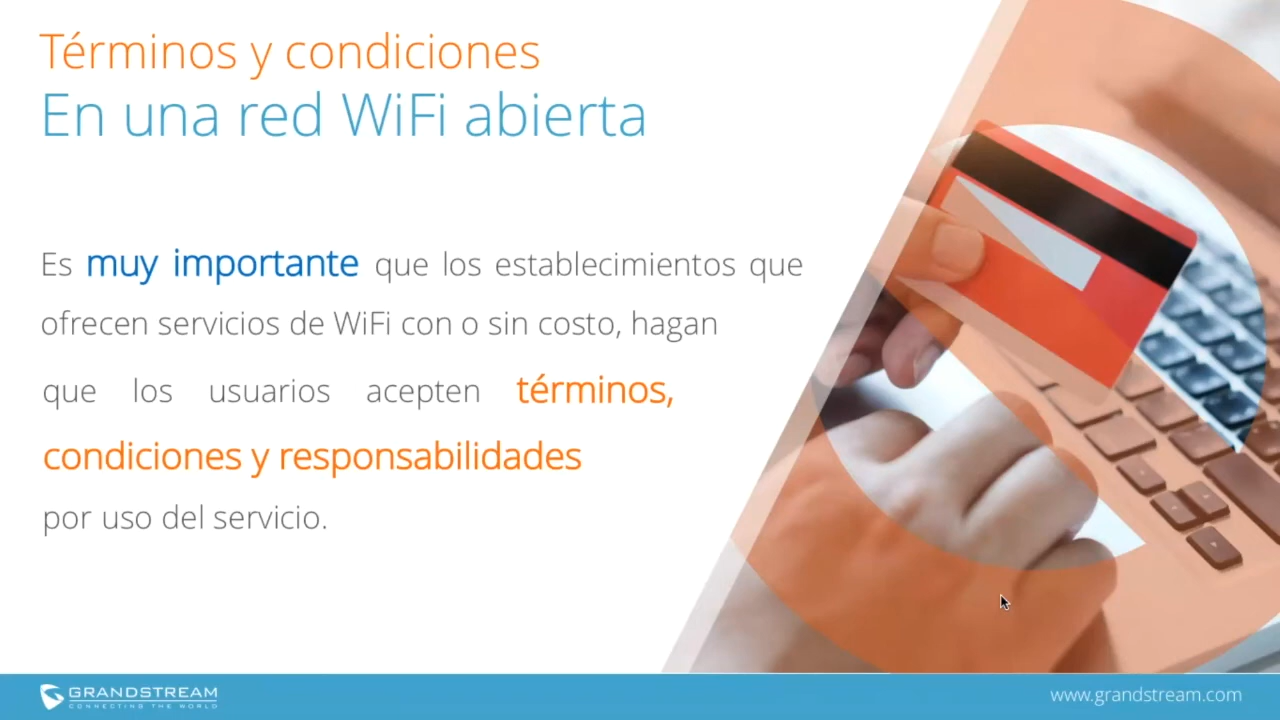 Términos y condiciones
En una red WiFi abierta
Es muy importante que los establecimientos que
ofrecen servicios de WiFi con o sin costo, hagan
que los usuarios acepten términos,
condiciones y responsabilidades
por uso del servicio.
GRANDSTREAM
CONNECTING THE WORLD
www.grandstream.com